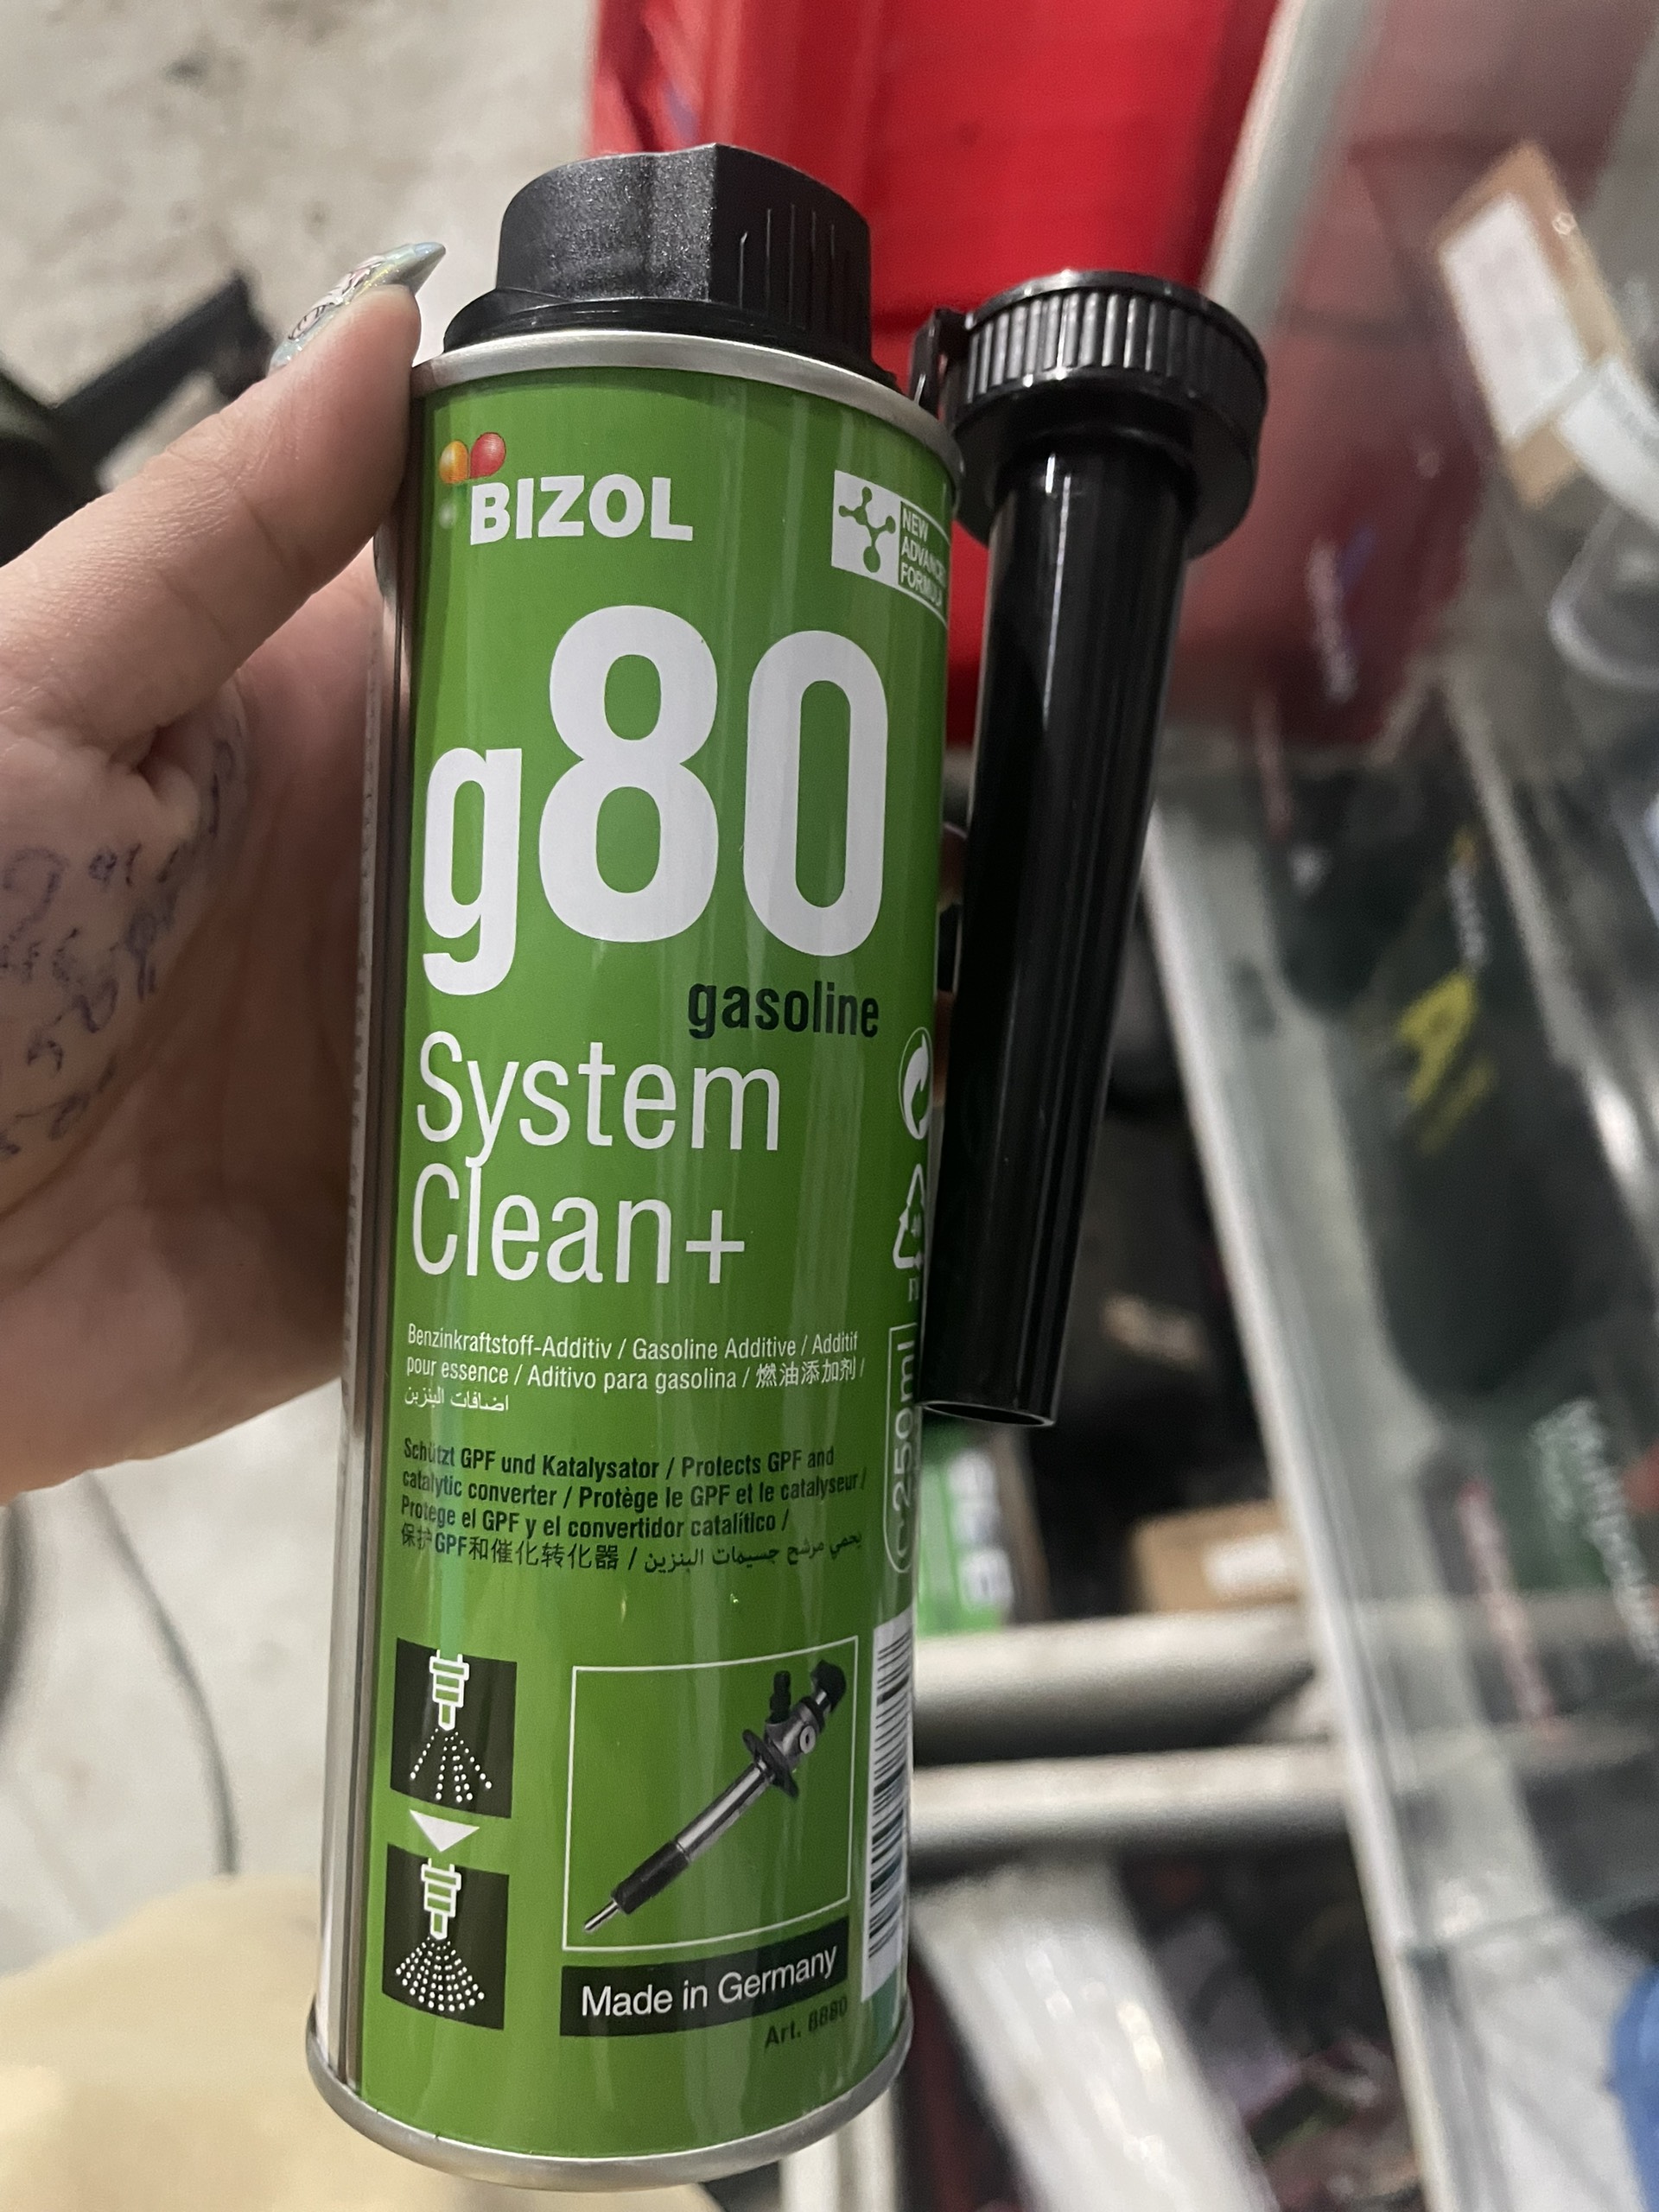 BIZOL
NEW
ADVANCED
FORMULA
g80
gasoline
System
Clean+
Benzinkraftstoff-Additiv / Gasoline Additive / Additif
pour essence / Aditivo para gasolina / 燃油添加剂 /
اضافات البنزين
Schützt GPF und Katalysator / Protects GPF and
catalytic converter / Protège le GPF et le catalyseur /
Protege el GPF y el convertidor catalítico /
保护GPF和催化转化器 / يحمي مرشح جسيمات البنزين
250ml
Made in Germany
Art. 8880